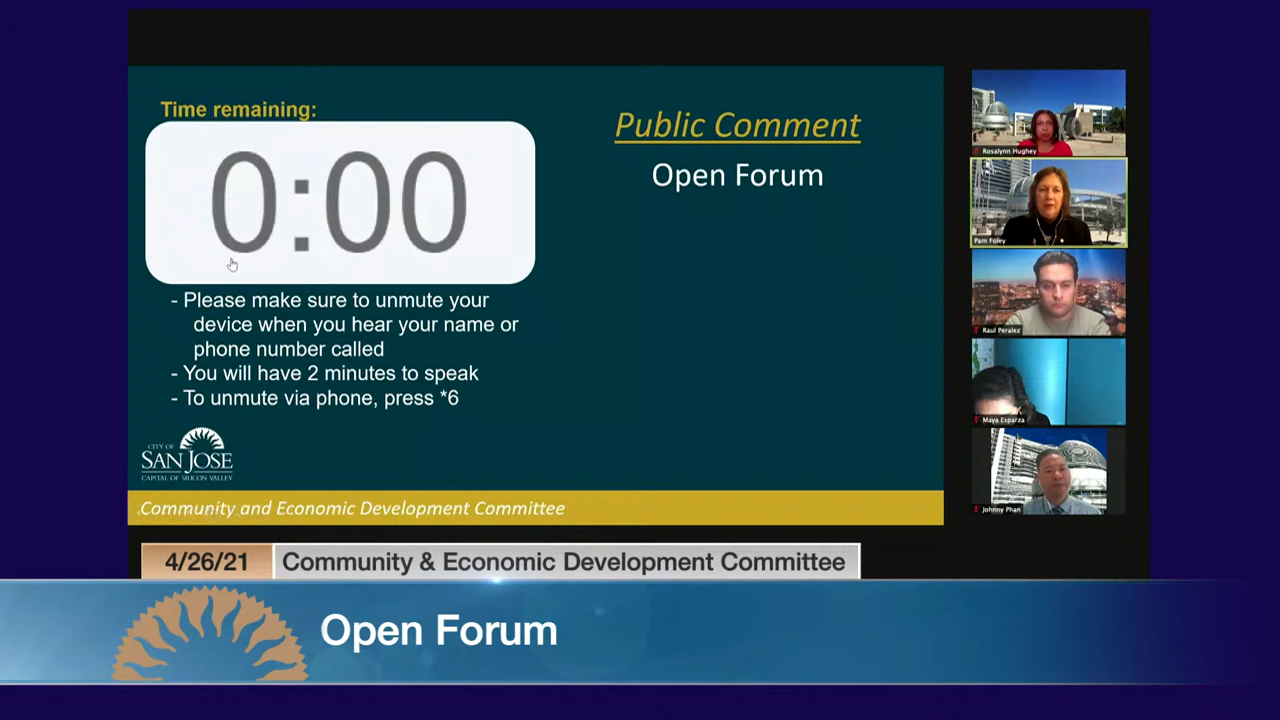 Time remaining:
0:00
- Please make sure to unmute your
device when you hear your name or
phone number called
- You will have 2 minutes to speak
- To unmute via phone, press *6
Public Comment
Open Forum
CITY OF
SAN JOSE
CAPITAL OF SILICON VALLEY
Community and Economic Development Committee
Rosalynn Hughey
Pam Foley
Raul Peralez
Maya Esparza
Johnny Phan
4/26/21
Community & Economic Development Committee
Open Forum